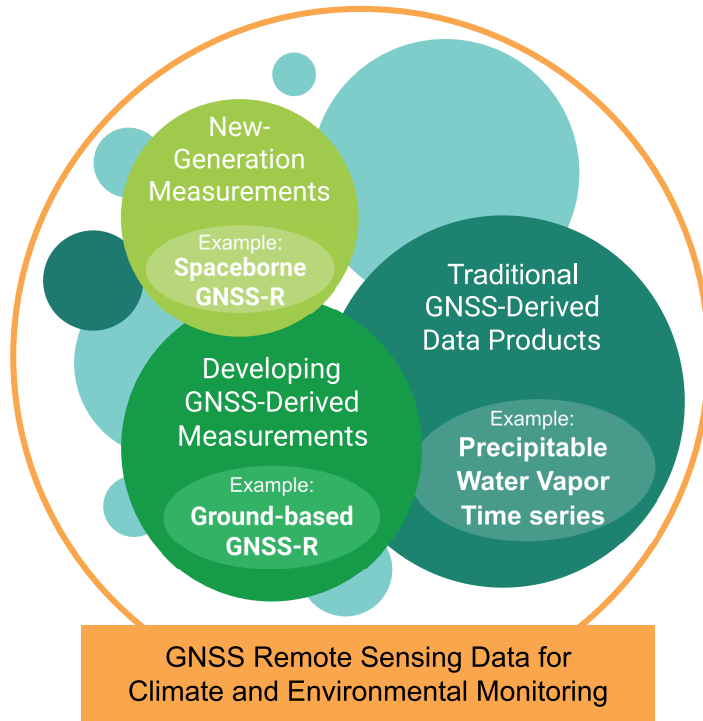 New-
Generation
Measurements
Example:
Spaceborne
GNSS-R
Traditional
GNSS-Derived
Data Products
Example:
Precipitable
Water Vapor
Time series
Developing
GNSS-Derived
Measurements
Example:
Ground-based
GNSS-R
GNSS Remote Sensing Data for
Climate and Environmental Monitoring